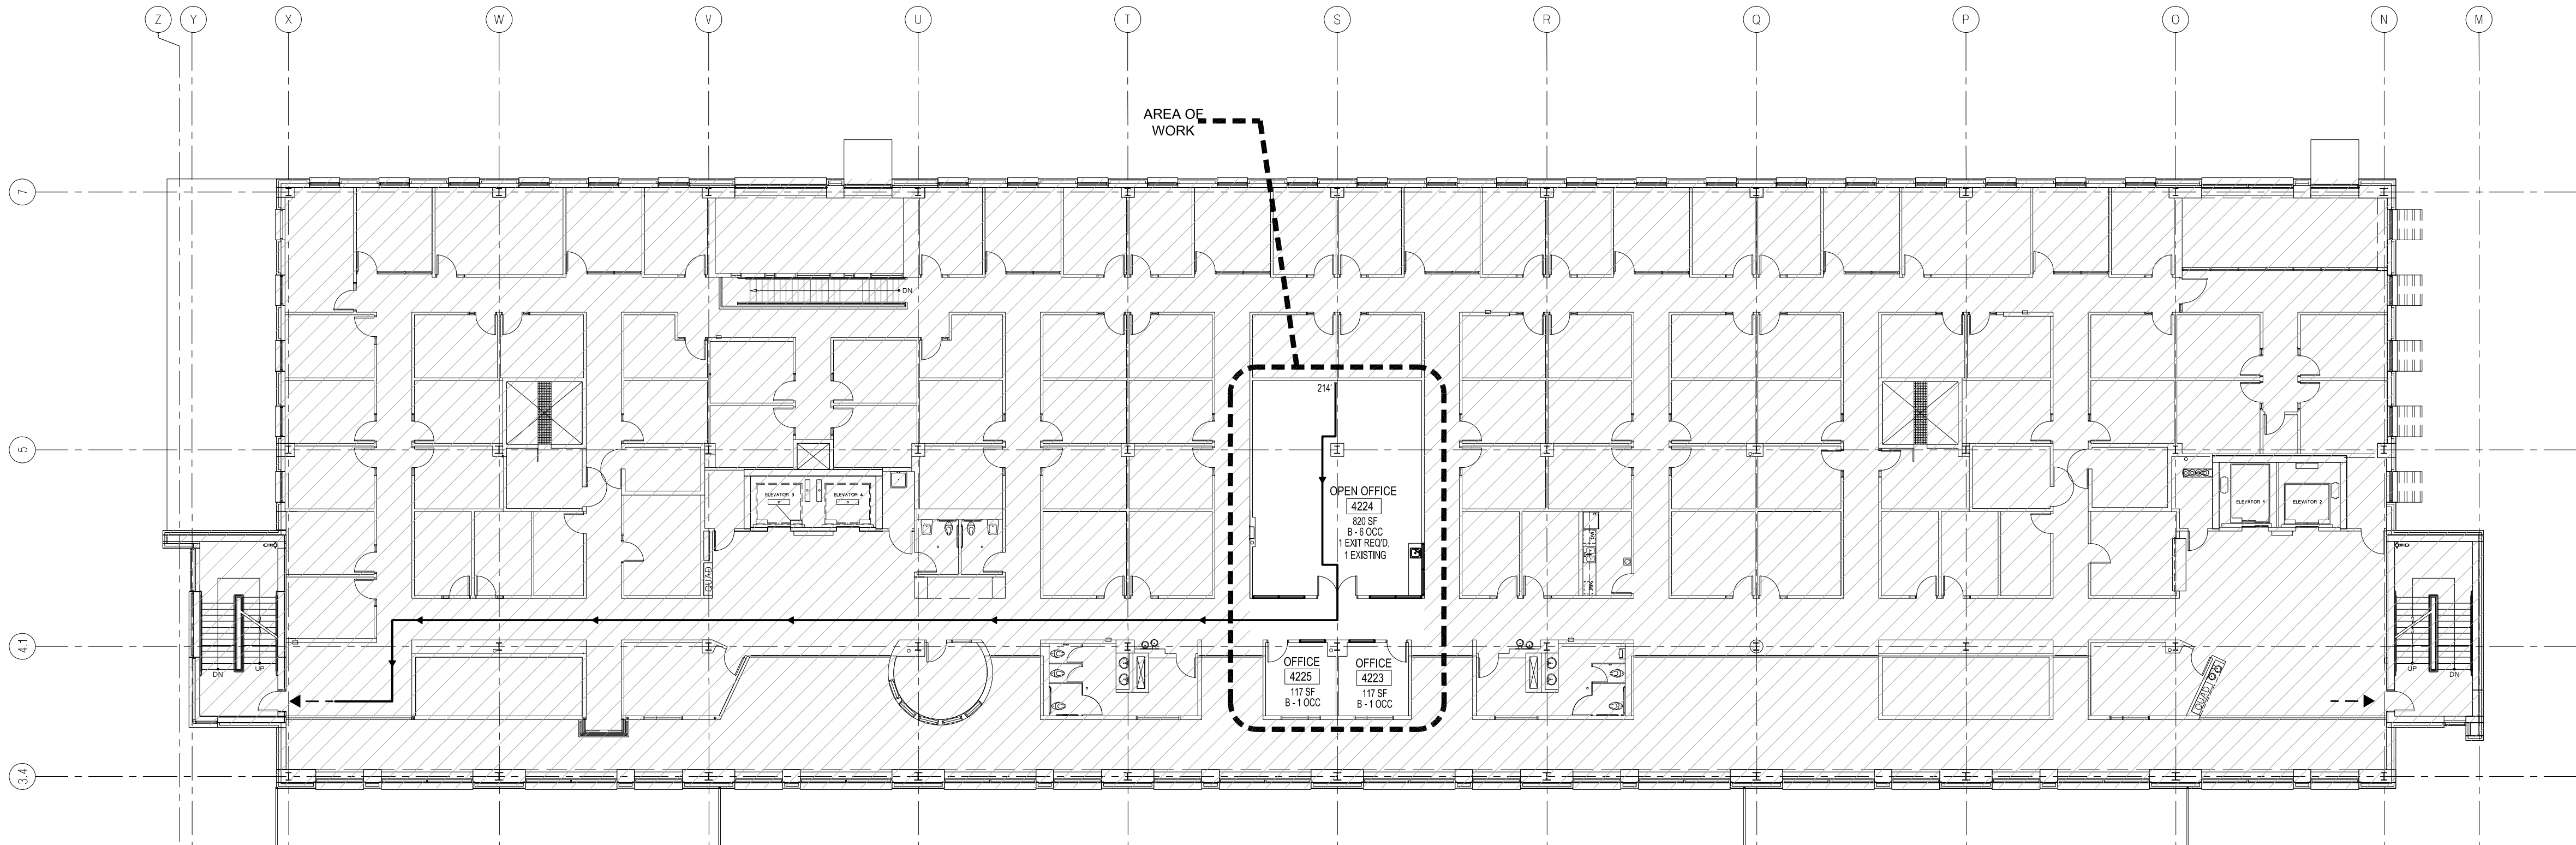 Z Y X W V U T S R Q P O N M
AREA OF
WORK
7
DN
214'
5
OPEN OFFICE
4224
820 SF
B - 6 OCC
1 EXIT REQ'D,
1 EXISTING
ELEVATOR 3
ELEVATOR 4
ELEVATOR 1
ELEVATOR 2
QUAD
DW
UP
DN
UP
DN
4.1
OFFICE
4225
117 SF
B - 1 OCC
OFFICE
4223
117 SF
B - 1 OCC
QUAD
3.4